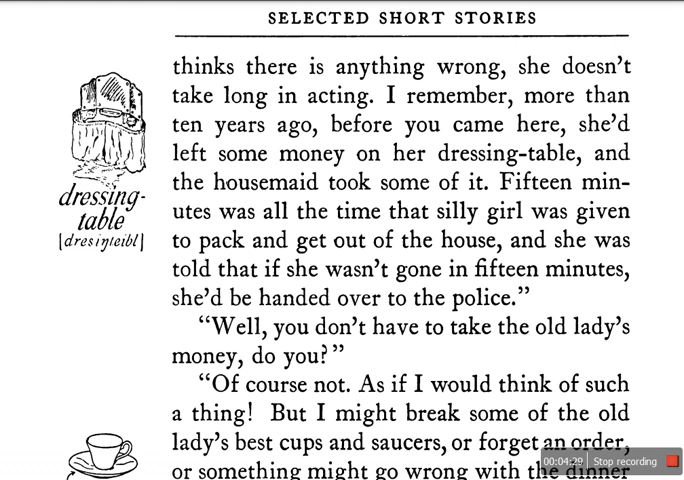 SELECTED SHORT STORIES
thinks there is anything wrong, she doesn't
take long in acting. I remember, more than
ten years ago, before you came here, she'd
left some money on her dressing-table, and
the housemaid took some of it. Fifteen min-
utes was all the time that silly girl was given
to pack and get out of the house, and she was
told that if she wasn't gone in fifteen minutes,
she'd be handed over to the police.”
“Well, you don't have to take the old lady's
money, do you?”
“Of course not. As if I would think of such
a thing! But I might break some of the old
lady's best cups and saucers, or forget an order,
or something might go wrong with the dinner
dressing-
table
[dresiŋteibl]
00:04:29 Stop recording